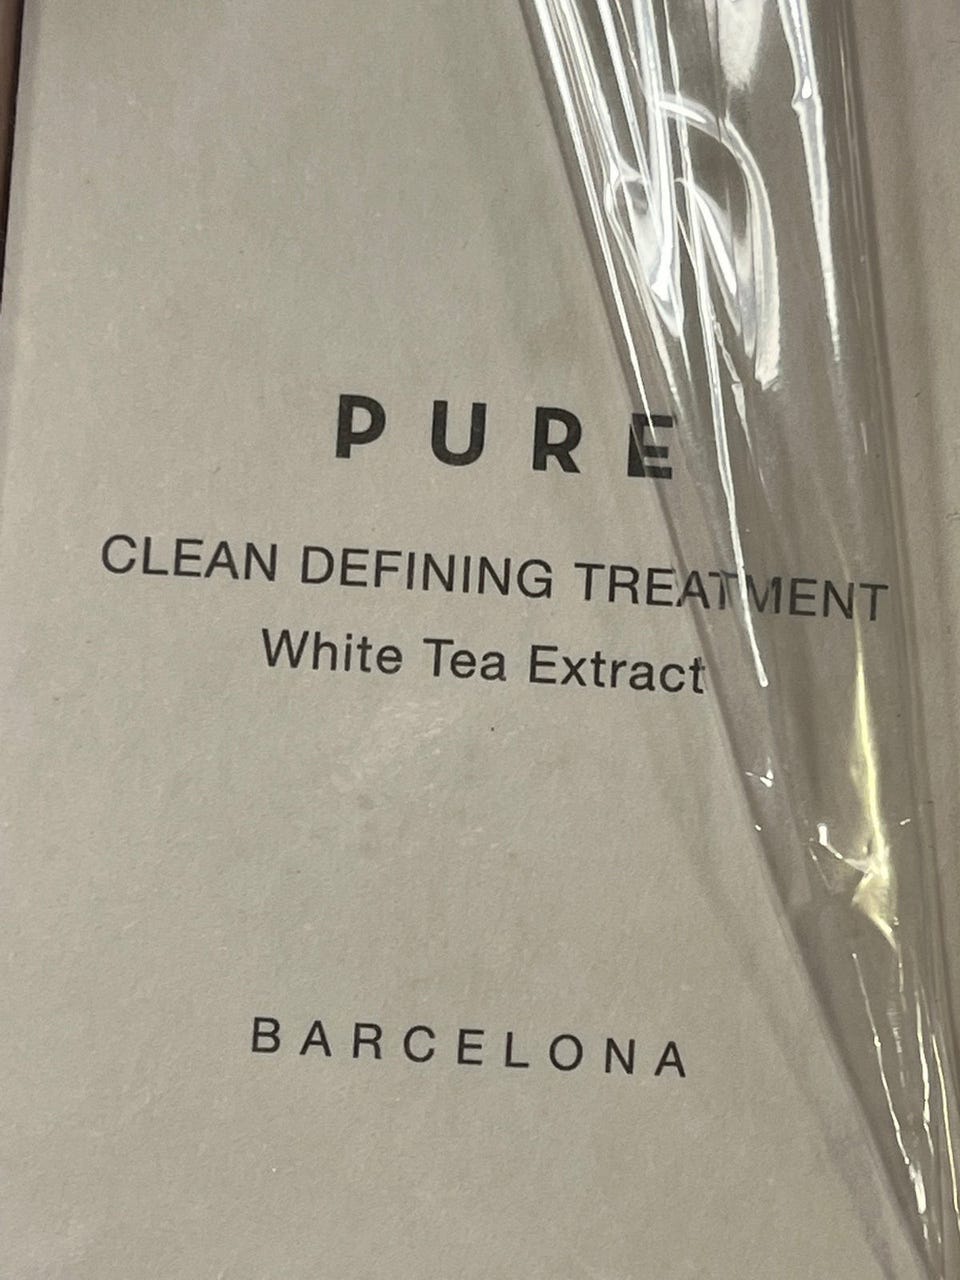 PURE
CLEAN DEFINING TREATMENT
White Tea Extract
BARCELONA